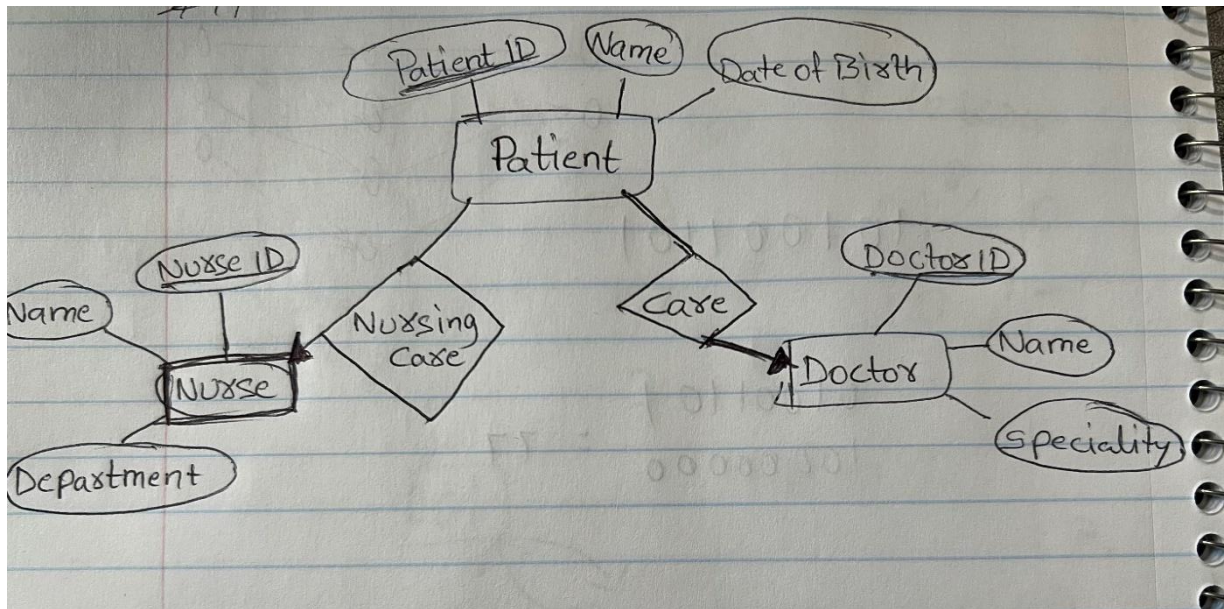 Patient ID
Name
Date of Birth
Patient
Nurse ID
Name
Nursing
Care
Nurse
Department
Care
Doctor ID
Doctor
Name
Speciality